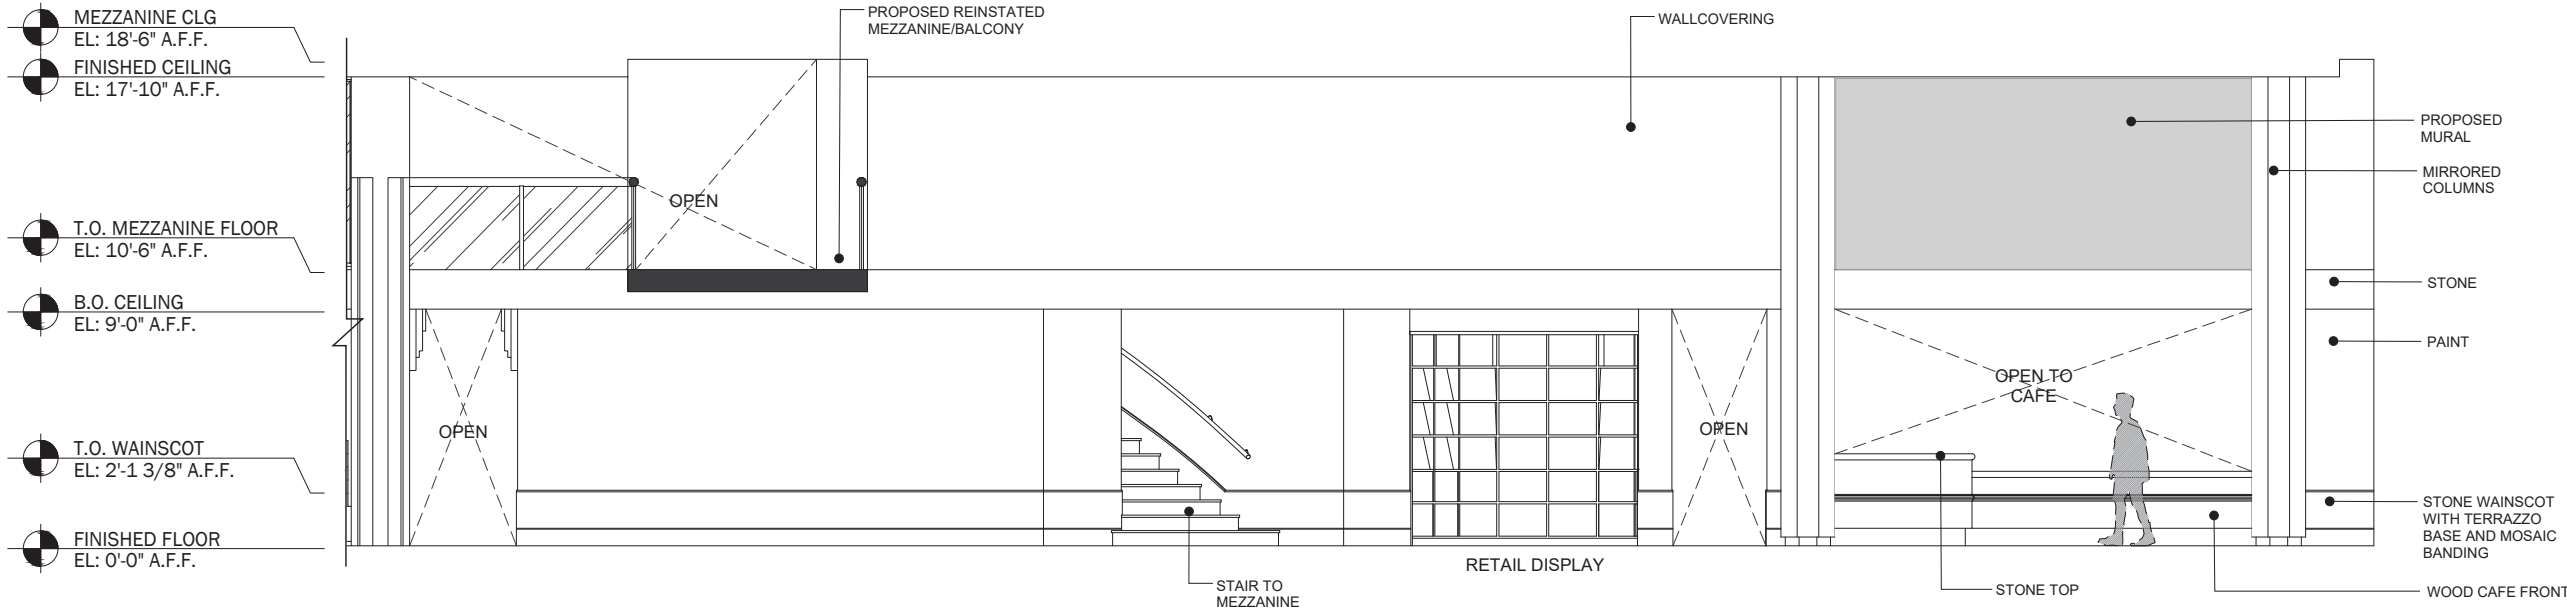 MEZZANINE CLG
EL: 18'-6" A.F.F.
FINISHED CEILING
EL: 17'-10" A.F.F.
T.O. MEZZANINE FLOOR
EL: 10'-6" A.F.F.
B.O. CEILING
EL: 9'-0" A.F.F.
T.O. WAINSCOT
EL: 2'-1 3/8" A.F.F.
FINISHED FLOOR
EL: 0'-0" A.F.F.
PROPOSED REINSTATED
MEZZANINE/BALCONY
WALLCOVERING
OPEN
OPEN
OPEN
OPEN TO
CAFE
RETAIL DISPLAY
STAIR TO
MEZZANINE
STONE TOP
PROPOSED
MURAL
MIRRORED
COLUMNS
STONE
PAINT
STONE WAINSCOT
WITH TERRAZZO
BASE AND MOSAIC
BANDING
WOOD CAFE FRONT